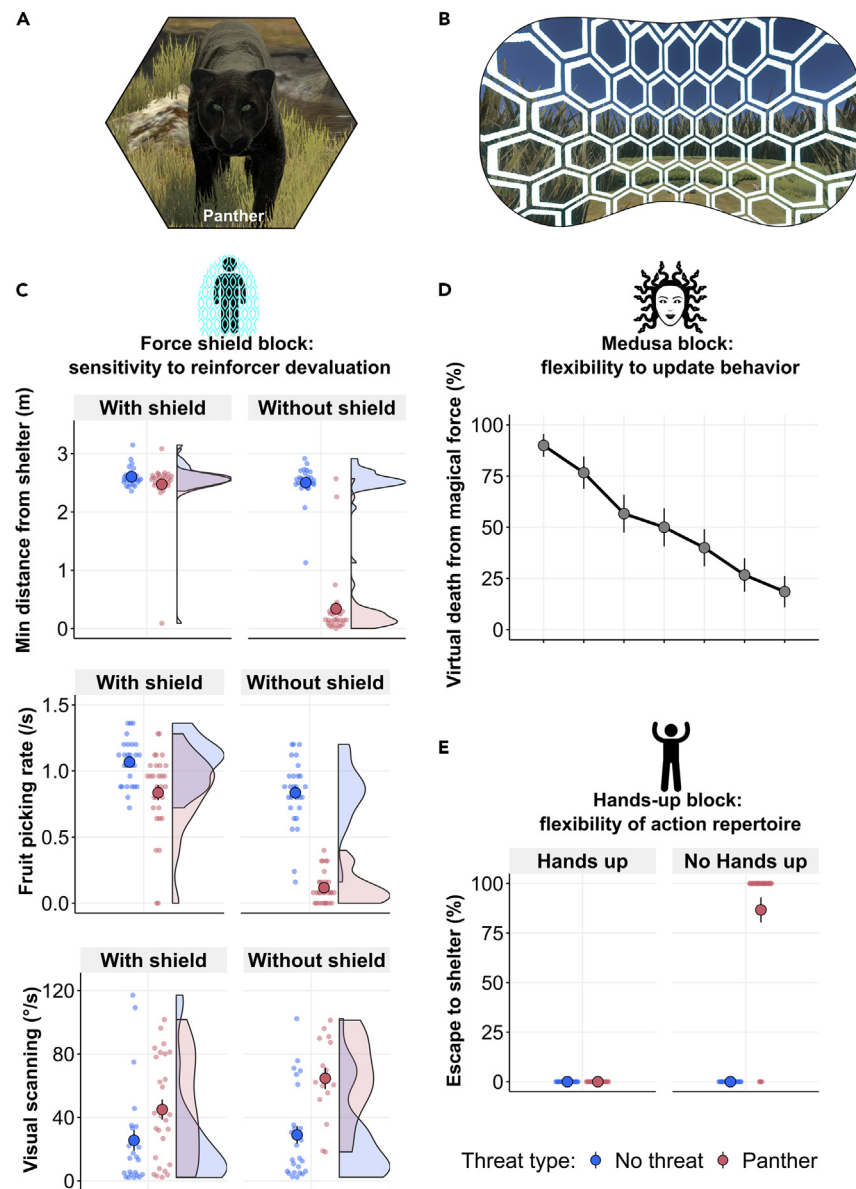 A
B
Panther
C
Force shield block:
sensitivity to reinforcer devaluation
With shield
Without shield
Min distance from shelter (m)
3
2
1
0
With shield
Without shield
Fruit picking rate (/s)
1.5
1.0
0.5
0.0
With shield
Without shield
Visual scanning (°/s)
120
80
40
0
D
Medusa block:
flexibility to update behavior
Virtual death from magical force (%)
100
75
50
25
0
E
Hands-up block:
flexibility of action repertoire
Hands up
No Hands up
Escape to shelter (%)
100
75
50
25
0
Threat type: No threat Panther